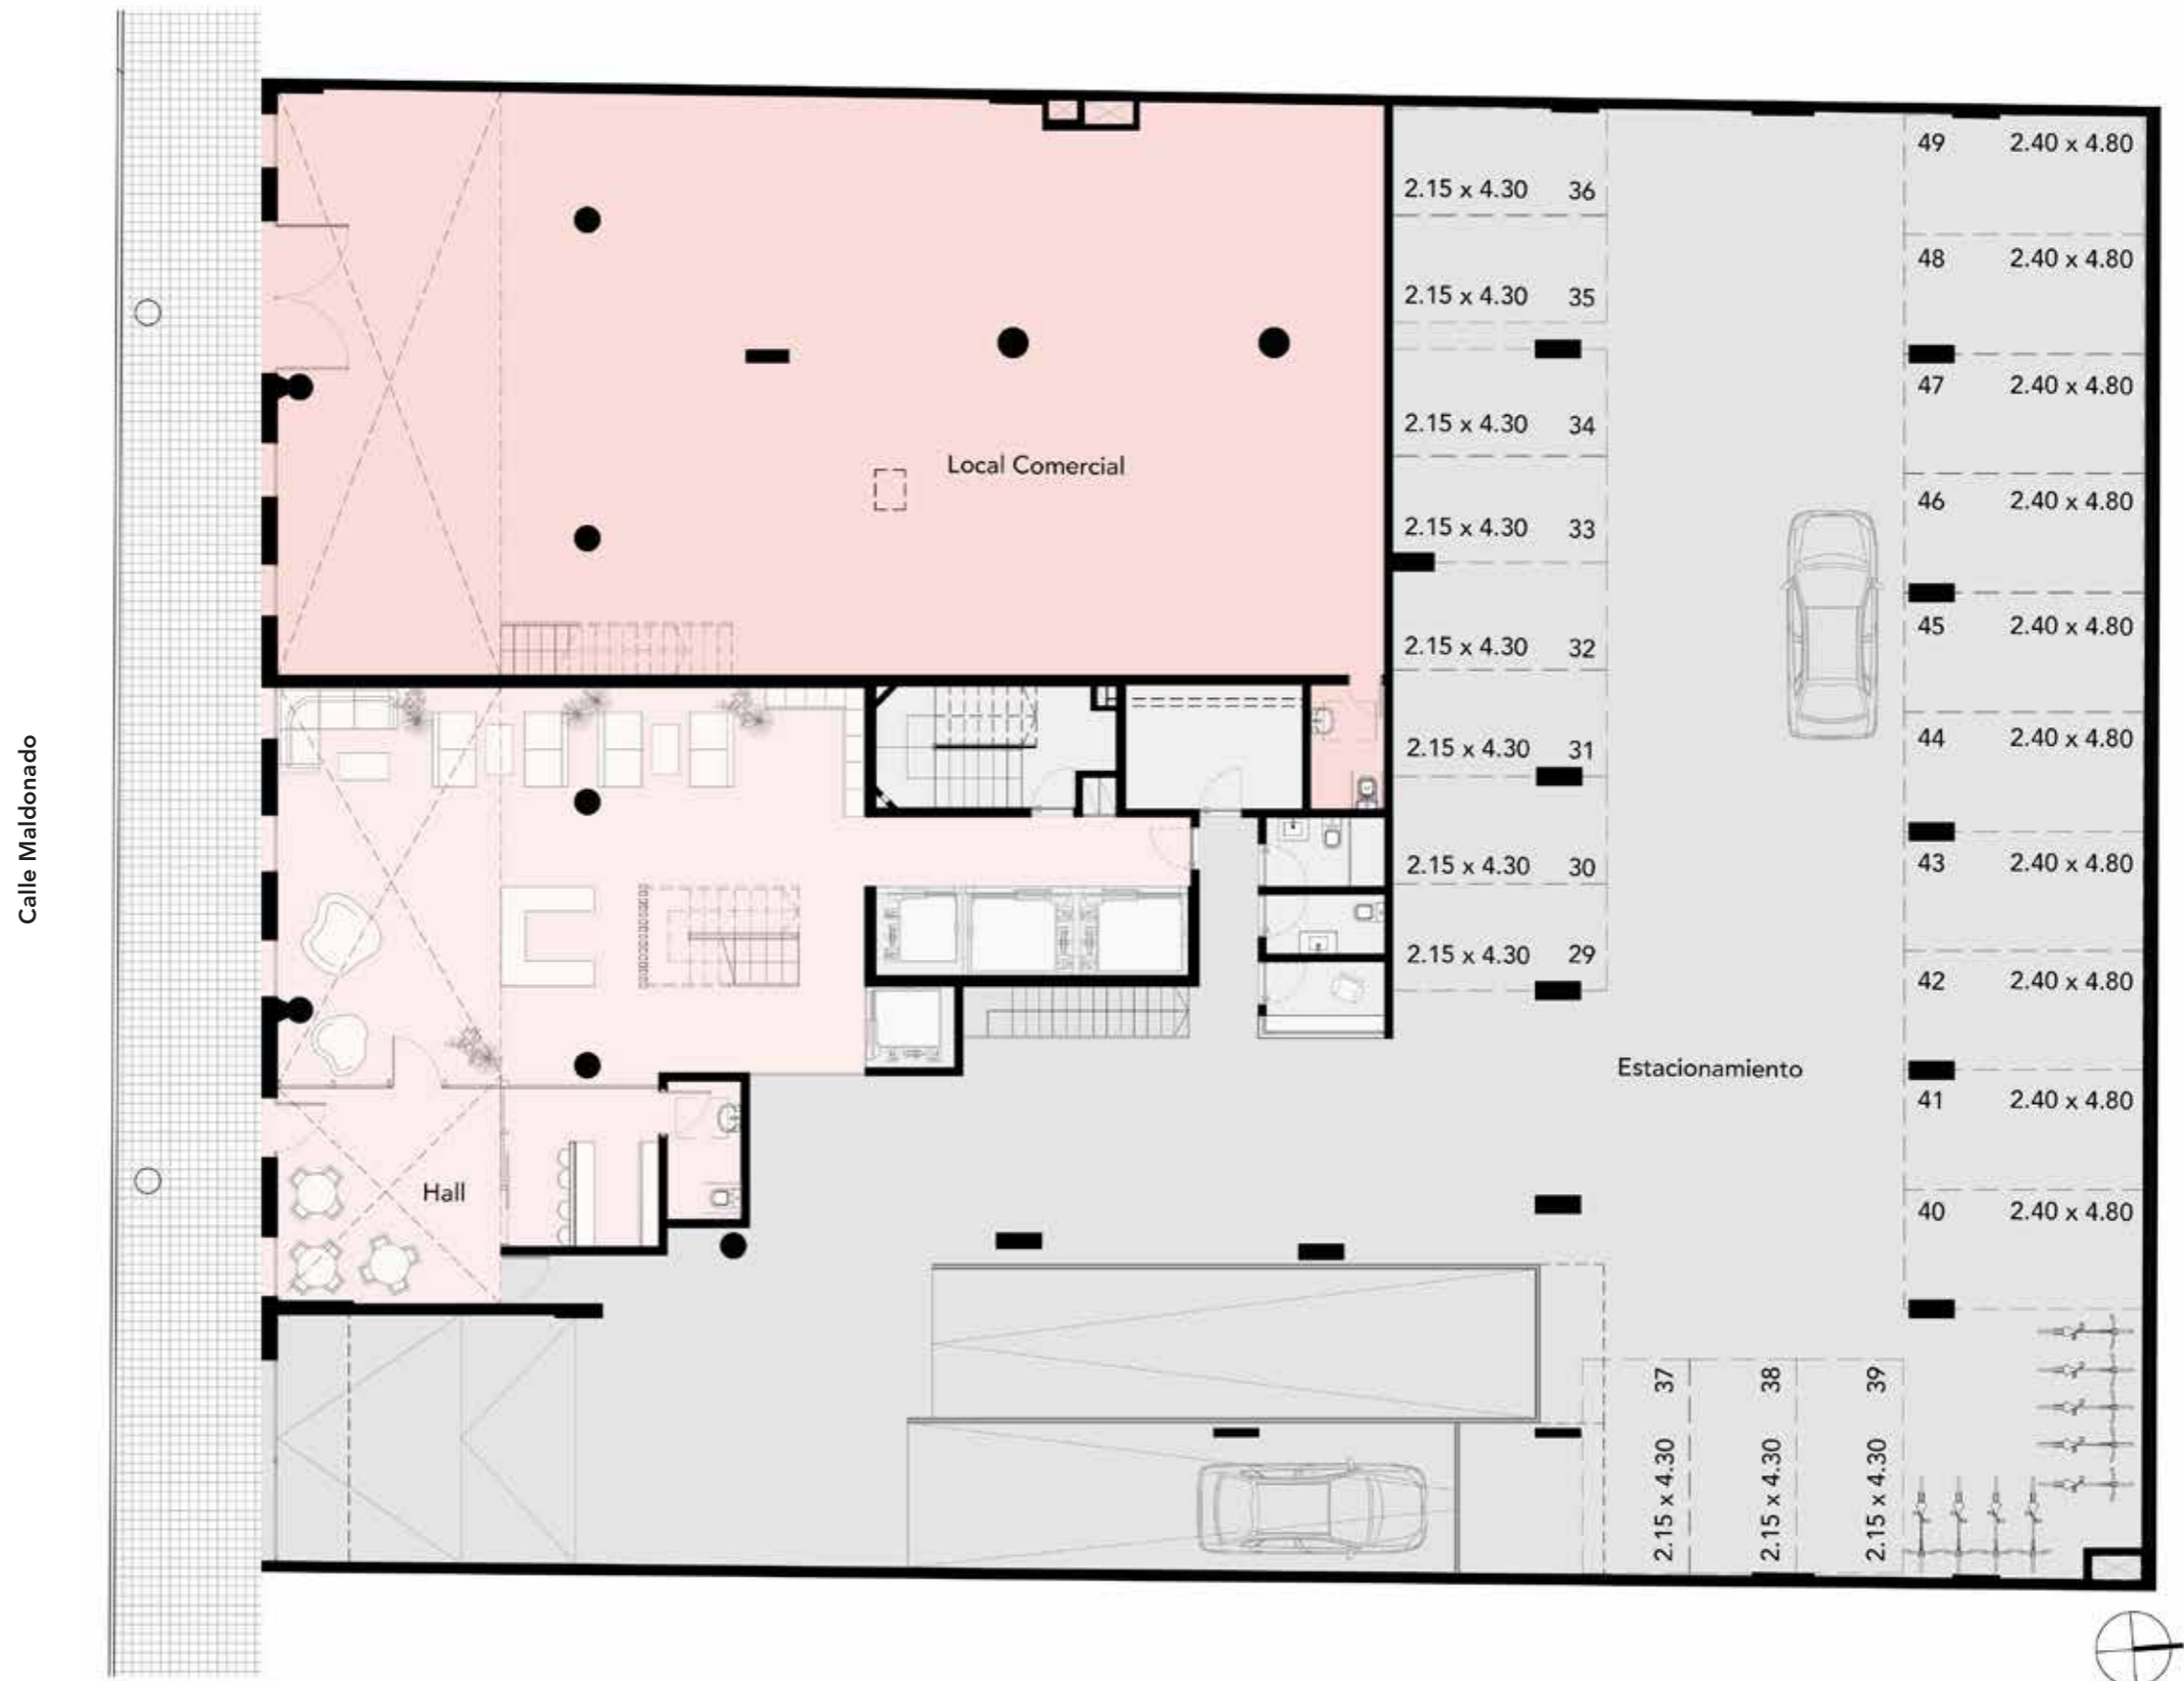 Calle Maldonado
Local Comercial
Hall
Estacionamiento
2.15 x 4.30 36
2.15 x 4.30 35
2.15 x 4.30 34
2.15 x 4.30 33
2.15 x 4.30 32
2.15 x 4.30 31
2.15 x 4.30 30
2.15 x 4.30 29
49 2.40 x 4.80
48 2.40 x 4.80
47 2.40 x 4.80
46 2.40 x 4.80
45 2.40 x 4.80
44 2.40 x 4.80
43 2.40 x 4.80
42 2.40 x 4.80
41 2.40 x 4.80
40 2.40 x 4.80
2.15 x 4.30 37
2.15 x 4.30 38
2.15 x 4.30 39